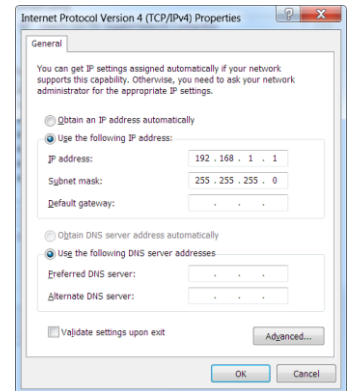 Internet Protocol Version 4 (TCP/IPv4) Properties
General
You can get IP settings assigned automatically if your network
supports this capability. Otherwise, you need to ask your network
administrator for the appropriate IP settings.
Obtain an IP address automatically
Use the following IP address:
IP address: 192 . 168 . 1 . 1
Subnet mask: 255 . 255 . 255 . 0
Default gateway: . . .
Obtain DNS server address automatically
Use the following DNS server addresses
Preferred DNS server: . . .
Alternate DNS server: . . .
Validate settings upon exit
Advanced...
OK Cancel